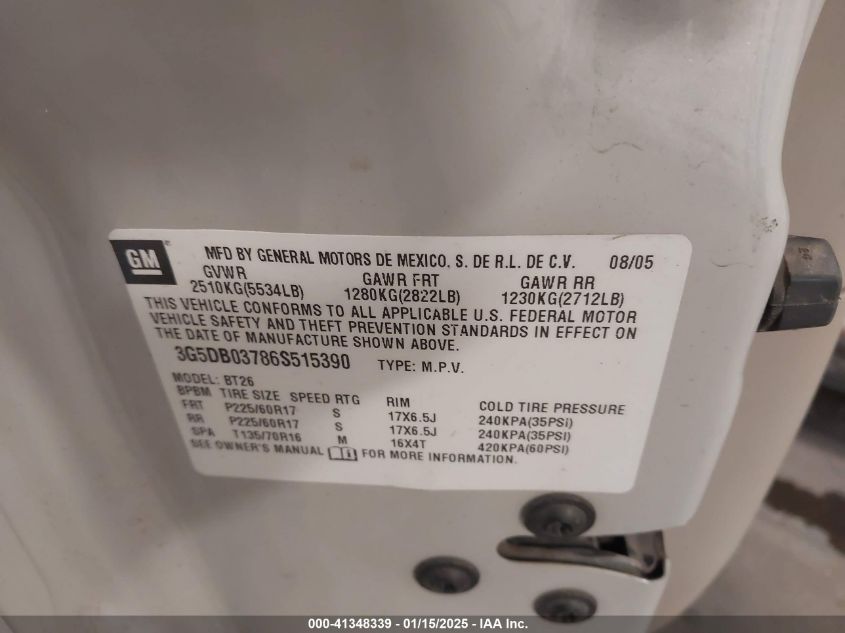 GM MFD BY GENERAL MOTORS DE MEXICO, S. DE R.L. DE C.V. 08/05
GVWR GAWR FRT GAWR RR
2510KG(5534LB) 1280KG(2822LB) 1230KG(2712LB)
THIS VEHICLE CONFORMS TO ALL APPLICABLE U.S. FEDERAL MOTOR
VEHICLE SAFETY AND THEFT PREVENTION STANDARDS IN EFFECT ON
THE DATE OF MANUFACTURE SHOWN ABOVE.
3G5DB03786S515390 TYPE: M.P.V.
MODEL: BT26
BPBM TIRE SIZE SPEED RTG RIM COLD TIRE PRESSURE
FRT P225/60R17 S 17X6.5J 240KPA(35PSI)
RR P225/60R17 S 17X6.5J 240KPA(35PSI)
SPA T135/70R16 M 16X4T 420KPA(60PSI)
SEE OWNER'S MANUAL FOR MORE INFORMATION.
000-41348339 - 01/15/2025 - IAA Inc.